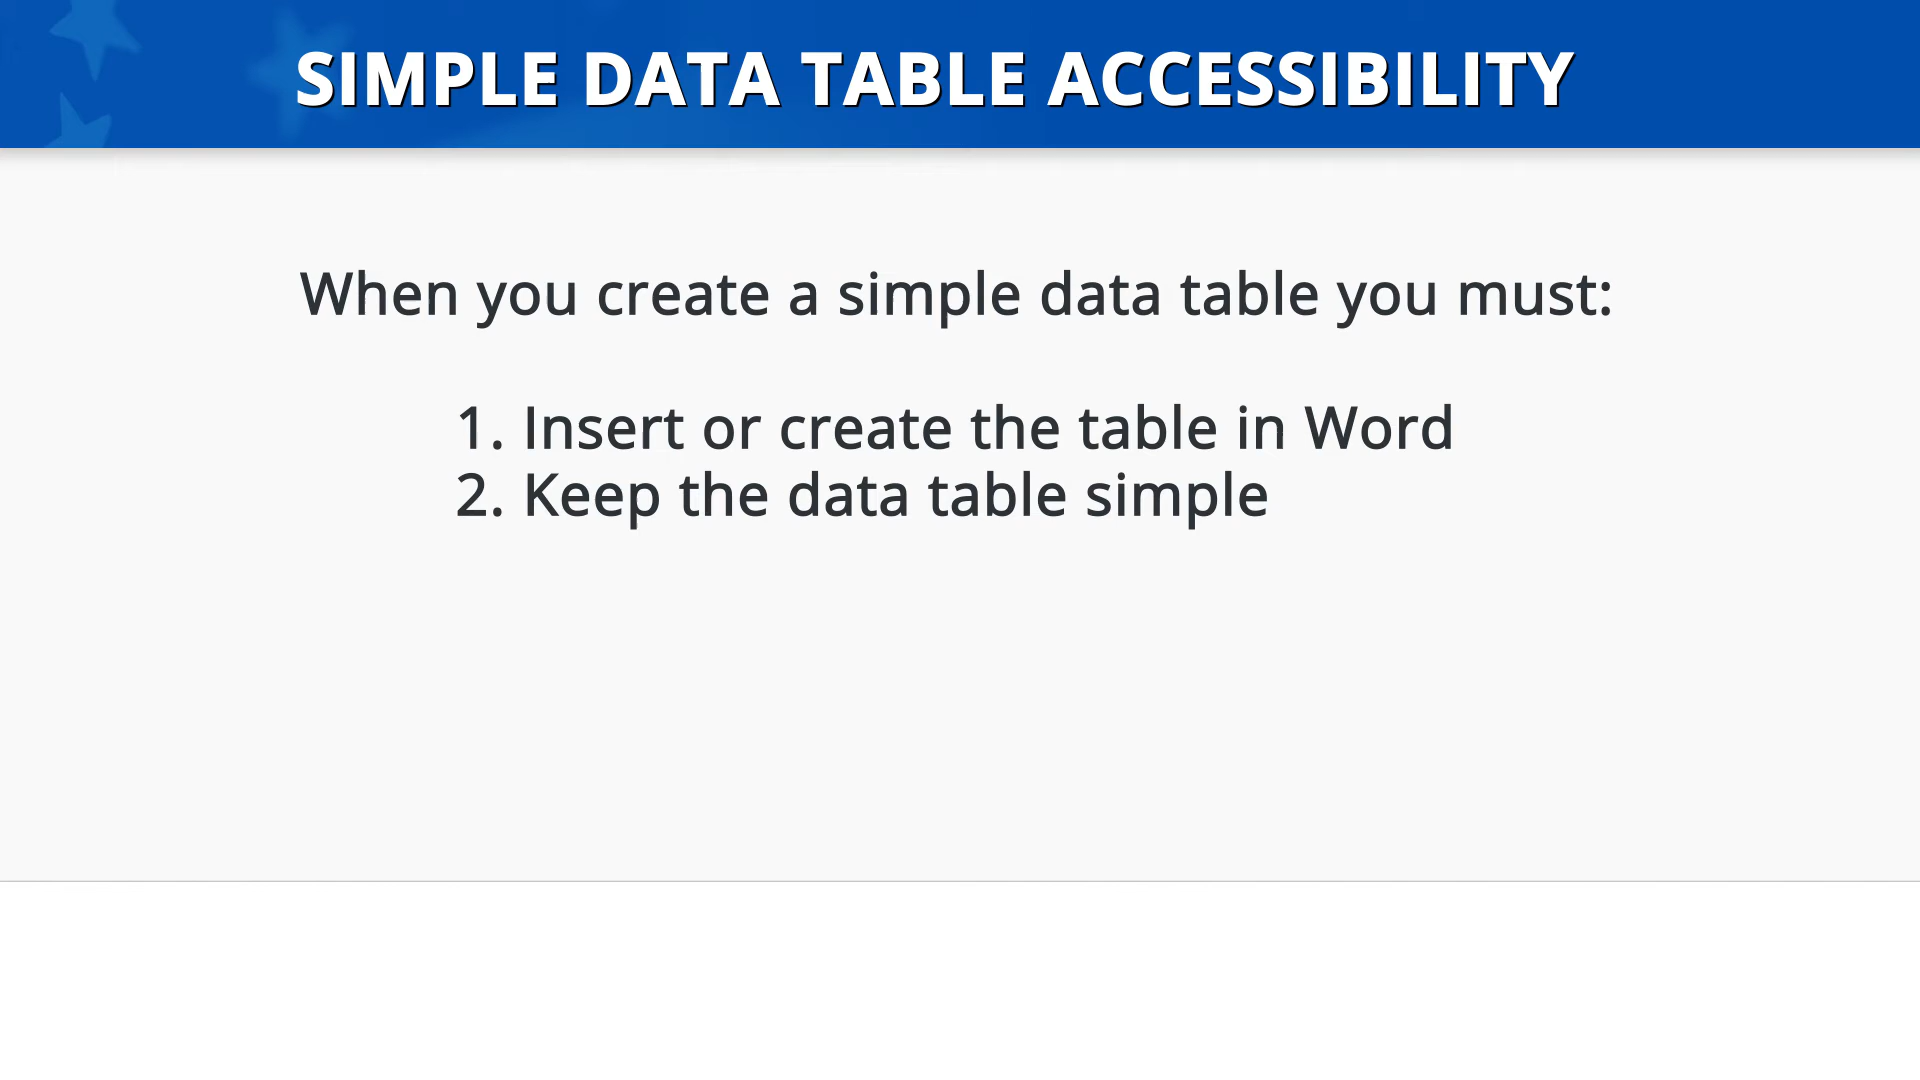 SIMPLE DATA TABLE ACCESSIBILITY
When you create a simple data table you must:
1. Insert or create the table in Word
2. Keep the data table simple